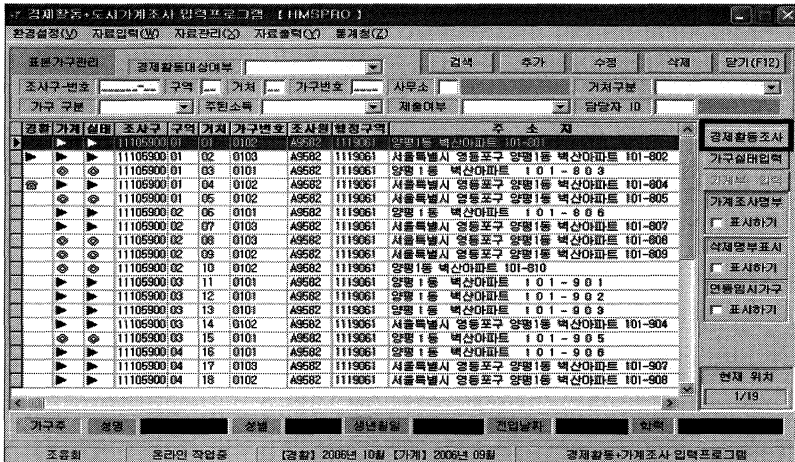 경제활동+도시가계조사 입력프로그램 [ HMSPRO ]
환경설정(V) 자료입력(W) 자료관리(X) 자료출력(Y) 통계청(Z)
표본가구관리 경제활동대상여부 검색 추가 수정 삭제 닫기(F12)
조사구-번호 구역 거처 가구번호 사무소 거처구분
가구 구분 주된소득 제출여부 담당자 ID
경활 가계 실태 조사구 구역 거처 가구번호 조사원 행정구역 주 소 지
11105900 01 01 0102 A9582 1119061 양평1동 벽산아파트 101-801
11105900 01 02 0103 A9582 1119061 서울특별시 영등포구 양평1동 벽산아파트 101-802
11105900 01 03 0101 A9582 1119061 양평1동 벽산아파트 101-803
11105900 01 04 0102 A9582 1119061 서울특별시 영등포구 양평1동 벽산아파트 101-804
11105900 01 05 0102 A9582 1119061 서울특별시 영등포구 양평1동 벽산아파트 101-805
11105900 02 06 0101 A9582 1119061 양평1동 벽산아파트 101-806
11105900 02 07 0103 A9582 1119061 서울특별시 영등포구 양평1동 벽산아파트 101-807
11105900 02 08 0103 A9582 1119061 서울특별시 영등포구 양평1동 벽산아파트 101-808
11105900 02 09 0102 A9582 1119061 서울특별시 영등포구 양평1동 벽산아파트 101-809
11105900 02 10 0102 A9582 1119061 양평1동 벽산아파트 101-810
11105900 03 11 0101 A9582 1119061 양평1동 벽산아파트 101-901
11105900 03 12 0101 A9582 1119061 양평1동 벽산아파트 101-902
11105900 03 13 0101 A9582 1119061 양평1동 벽산아파트 101-903
11105900 03 14 0102 A9582 1119061 서울특별시 영등포구 양평1동 벽산아파트 101-904
11105900 03 15 0101 A9582 1119061 양평1동 벽산아파트 101-905
11105900 04 16 0101 A9582 1119061 양평1동 벽산아파트 101-906
11105900 04 17 0103 A9582 1119061 서울특별시 영등포구 양평1동 벽산아파트 101-907
11105900 04 18 0102 A9582 1119061 서울특별시 영등포구 양평1동 벽산아파트 101-908
경제활동조사
가구실태입력
가계부 입력
가계조사명부
표시하기
삭제명부표시
표시하기
연동임시가구
표시하기
현재 위치
1/19
가구주 성명 성별 생년월일 전입날짜 학력
조윤희 온라인 작업중 [경활] 2006년 10월 [가계] 2006년 09월 경제활동+가계조사 입력프로그램